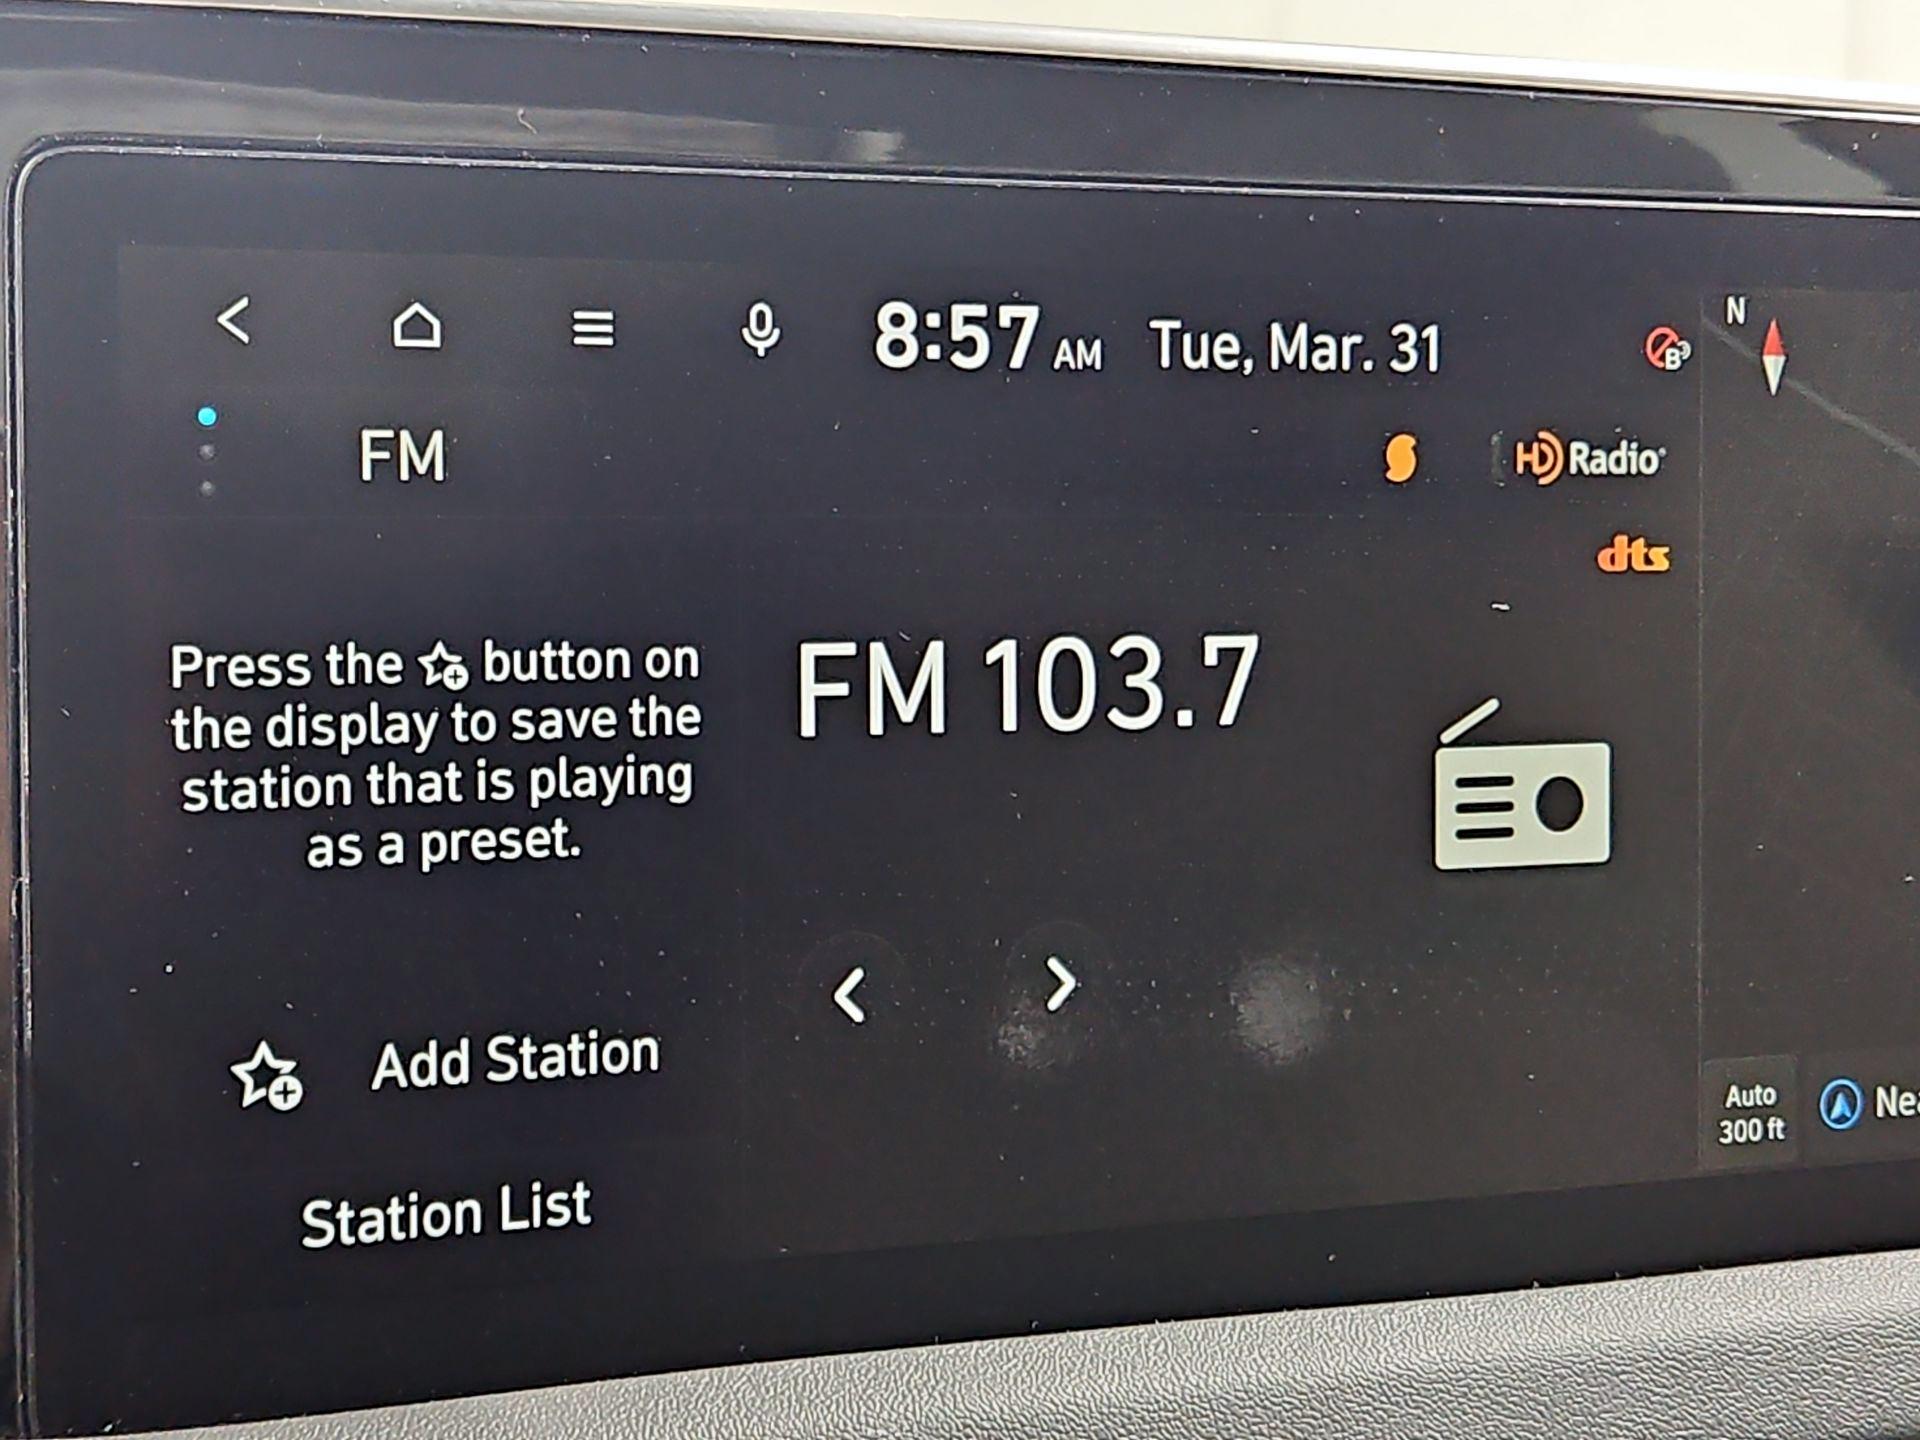 8:57 AM Tue, Mar. 31
B
N
FM
HD Radio
dts
Press the button on
the display to save the
station that is playing
as a preset.
FM 103.7
Add Station
Station List
Auto
300 ft